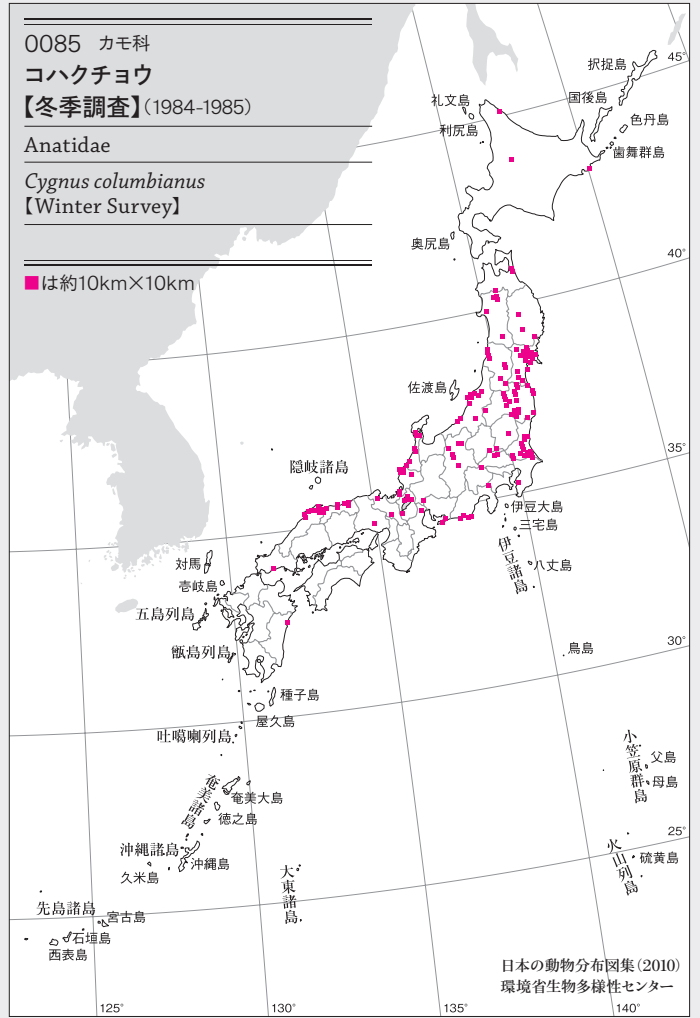 0085 カモ科
コハクチョウ
【冬季調査】(1984-1985)
Anatidae
Cygnus columbianus
【Winter Survey】
■は約10km×10km
45°
択捉島
国後島
礼文島
色丹島
利尻島
歯舞群島
奥尻島
40°
佐渡島
35°
隠岐諸島
伊豆大島
三宅島
伊豆諸島
八丈島
対馬
壱岐島
五島列島
甑島列島
鳥島
30°
種子島
屋久島
吐噶喇列島
小笠原群島
父島
母島
奄美諸島
奄美大島
徳之島
25°
沖縄諸島
沖縄島
久米島
火山列島
硫黄島
大東諸島
先島諸島
宮古島
石垣島
西表島
日本の動物分布図集(2010)
環境省生物多様性センター
125°
130°
135°
140°